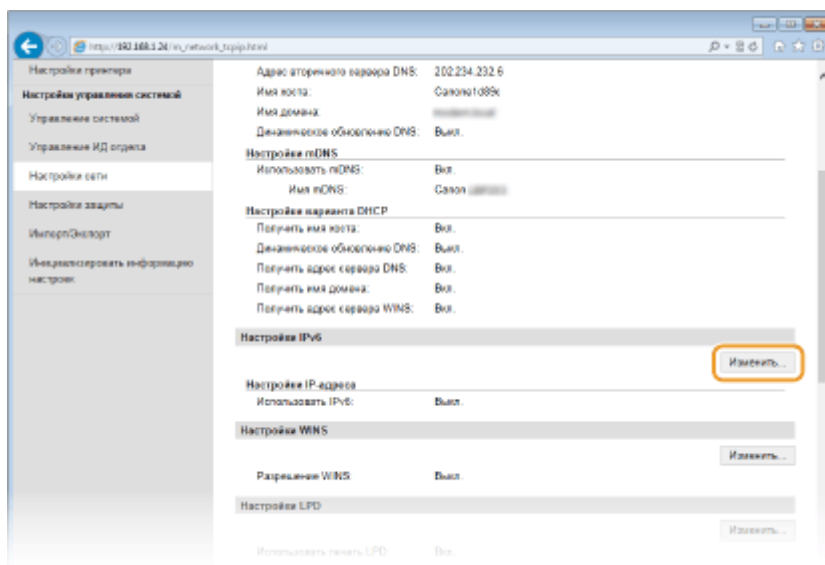 http://192.168.1.24/m_network_tcpip.html
Настройки принтера
Настройки управления системой
Управление системой
Управление ИД отдела
Настройки сети
Настройки защиты
Импорт/Экспорт
Инициализировать информацию
настроек
Адрес вторичного сервера DNS: 202.234.232.6
Имя хоста: Canone1d89c
Имя домена:
Динамическое обновление DNS: Выкл.
Настройки mDNS
Использовать mDNS: Вкл.
Имя mDNS: Canon
Настройки варианта DHCP
Получить имя хоста: Вкл.
Динамическое обновление DNS: Выкл.
Получить адрес сервера DNS: Вкл.
Получить имя домена: Вкл.
Получить адрес сервера WINS: Вкл.
Настройки IPv6
Изменить...
Настройки IP-адреса
Использовать IPv6: Выкл.
Настройки WINS
Изменить...
Разрешение WINS: Выкл.
Настройки LPD
Изменить...
Использовать печать LPD: Вкл.